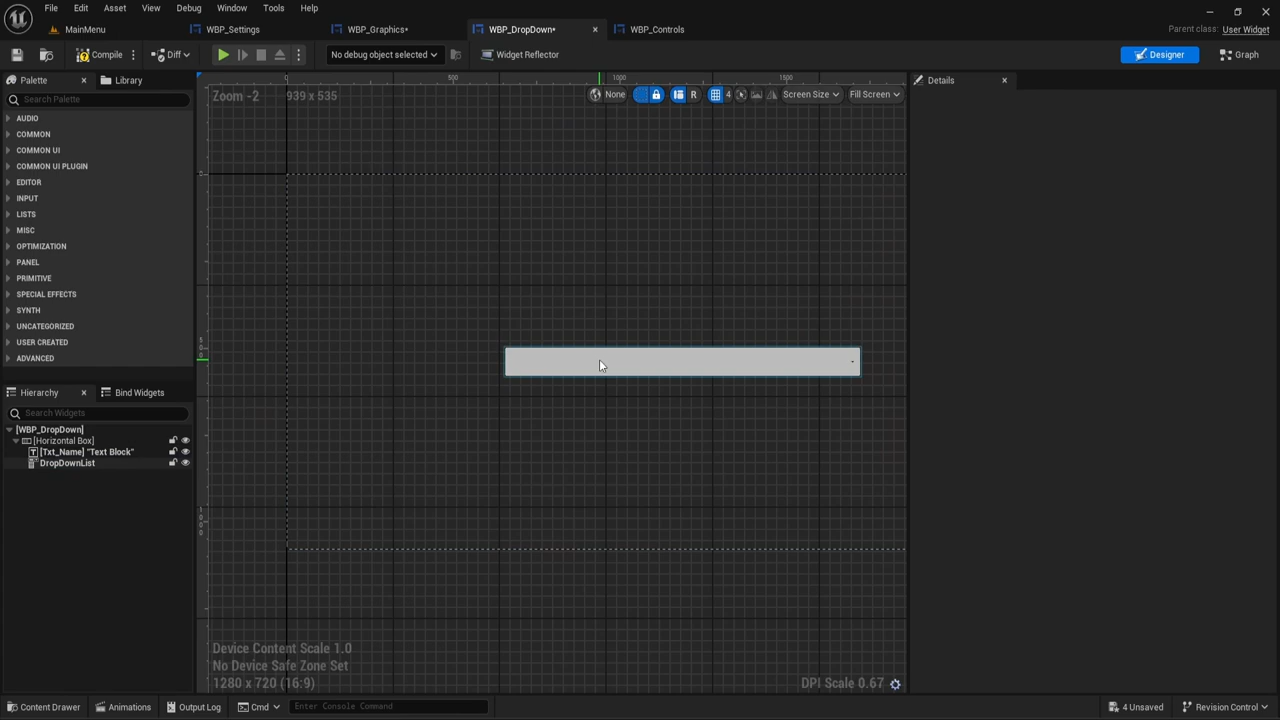 File Edit Asset View Debug Window Tools Help
MainMenu WBP_Settings WBP_Graphics* WBP_DropDown* WBP_Controls Parent class: User Widget
Compile Diff No debug object selected Widget Reflector Designer Graph
Palette Library
Search Palette
AUDIO
COMMON
COMMON UI
COMMON UI PLUGIN
EDITOR
INPUT
LISTS
MISC
OPTIMIZATION
PANEL
PRIMITIVE
SPECIAL EFFECTS
SYNTH
UNCATEGORIZED
USER CREATED
ADVANCED
Hierarchy Bind Widgets
Search Widgets
[WBP_DropDown]
[Horizontal Box]
[Txt_Name] "Text Block"
DropDownList
0 500 1000 1500
Zoom -2 939 x 535 None R 4 Screen Size Fill Screen
0
500
1000
Device Content Scale 1.0
No Device Safe Zone Set
1280 x 720 (16:9) DPI Scale 0.67
Details
Content Drawer Animations Output Log Cmd Enter Console Command 4 Unsaved Revision Control